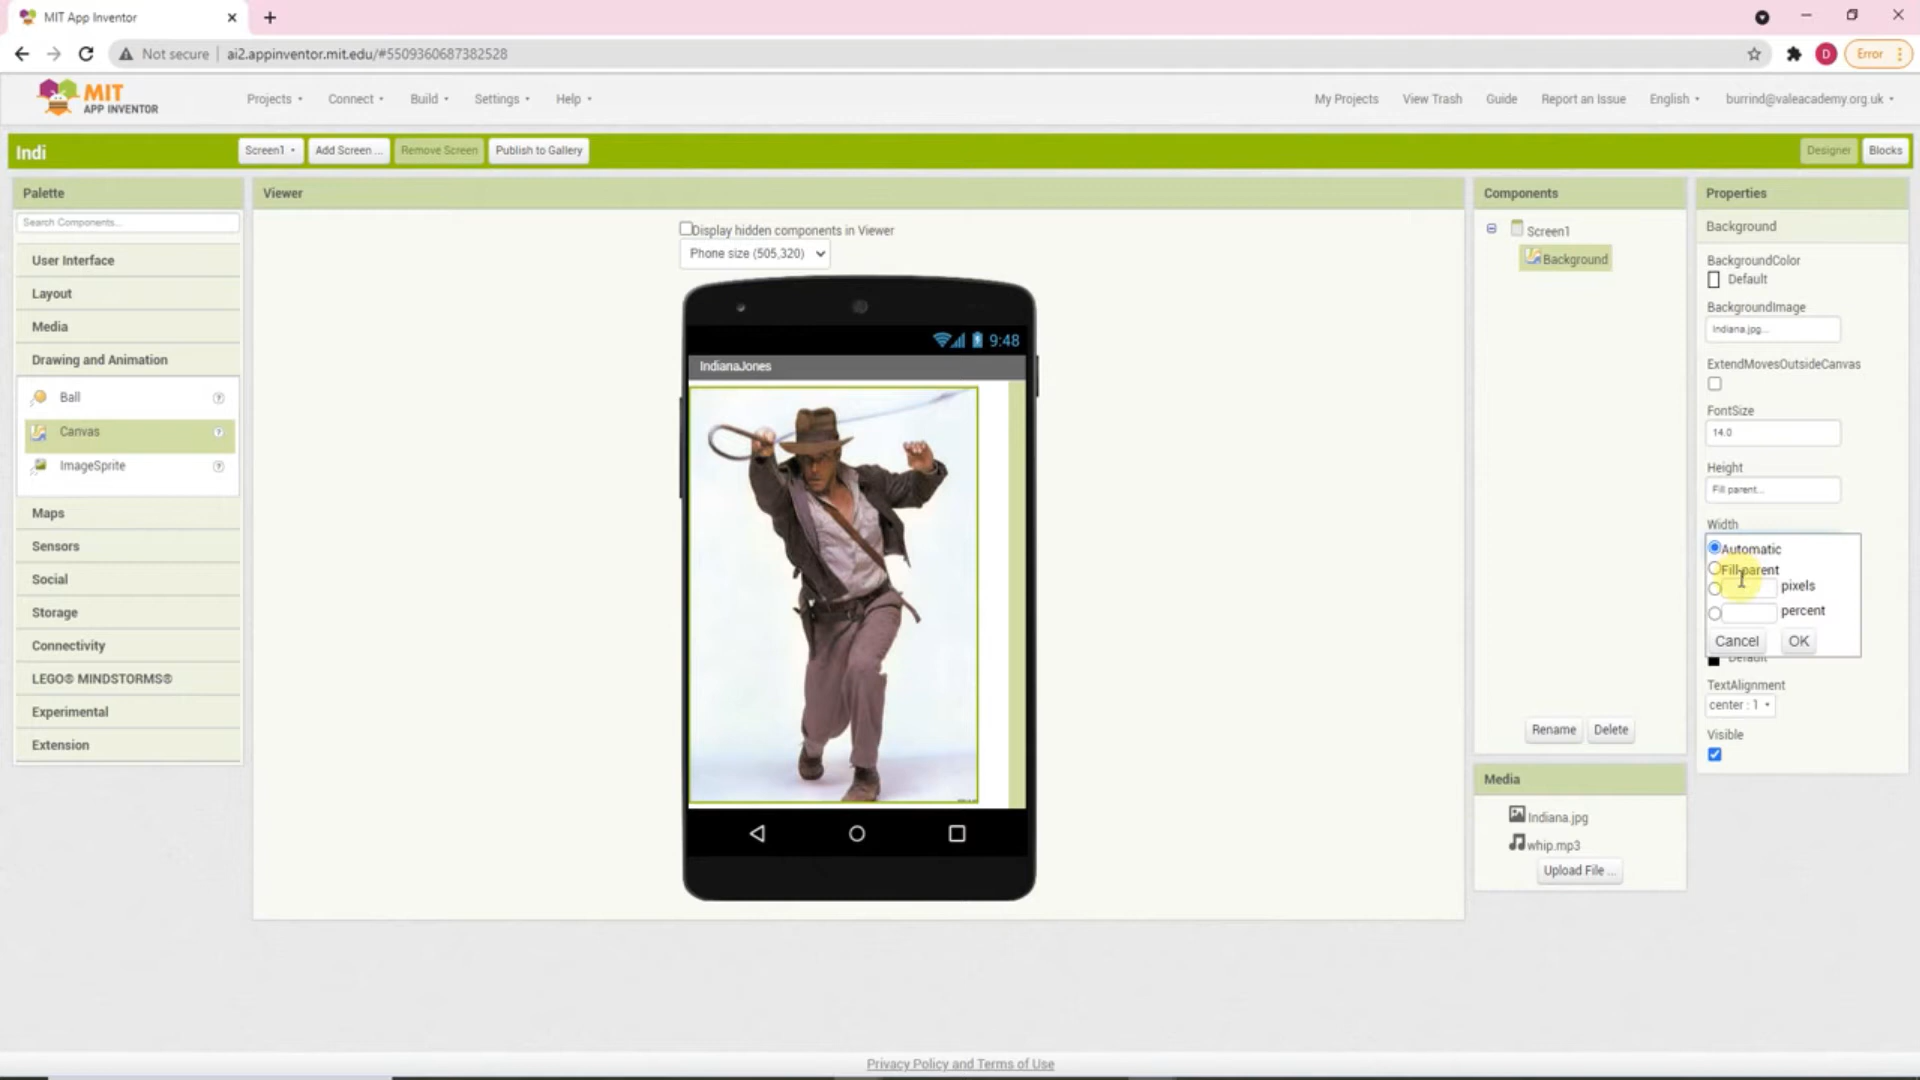 MIT App Inventor
Not secure
ai2.appinventor.mit.edu/#5509360687382528
D
Error
MIT
APP INVENTOR
Projects
Connect
Build
Settings
Help
My Projects
View Trash
Guide
Report an Issue
English
burrind@valeacademy.org.uk
Indi
Screen1
Add Screen ...
Remove Screen
Publish to Gallery
Designer
Blocks
Palette
Search Components...
User Interface
Layout
Media
Drawing and Animation
Ball
Canvas
ImageSprite
Maps
Sensors
Social
Storage
Connectivity
LEGO® MINDSTORMS®
Experimental
Extension
Viewer
Display hidden components in Viewer
Phone size (505,320)
9:48
IndianaJones
Components
Screen1
Background
Rename
Delete
Media
Indiana.jpg
whip.mp3
Upload File ...
Properties
Background
BackgroundColor
Default
BackgroundImage
Indiana.jpg...
ExtendMovesOutsideCanvas
FontSize
14.0
Height
Fill parent...
Width
Automatic
Fill parent
pixels
percent
Cancel
OK
Default
TextAlignment
center : 1
Visible
Privacy Policy and Terms of Use